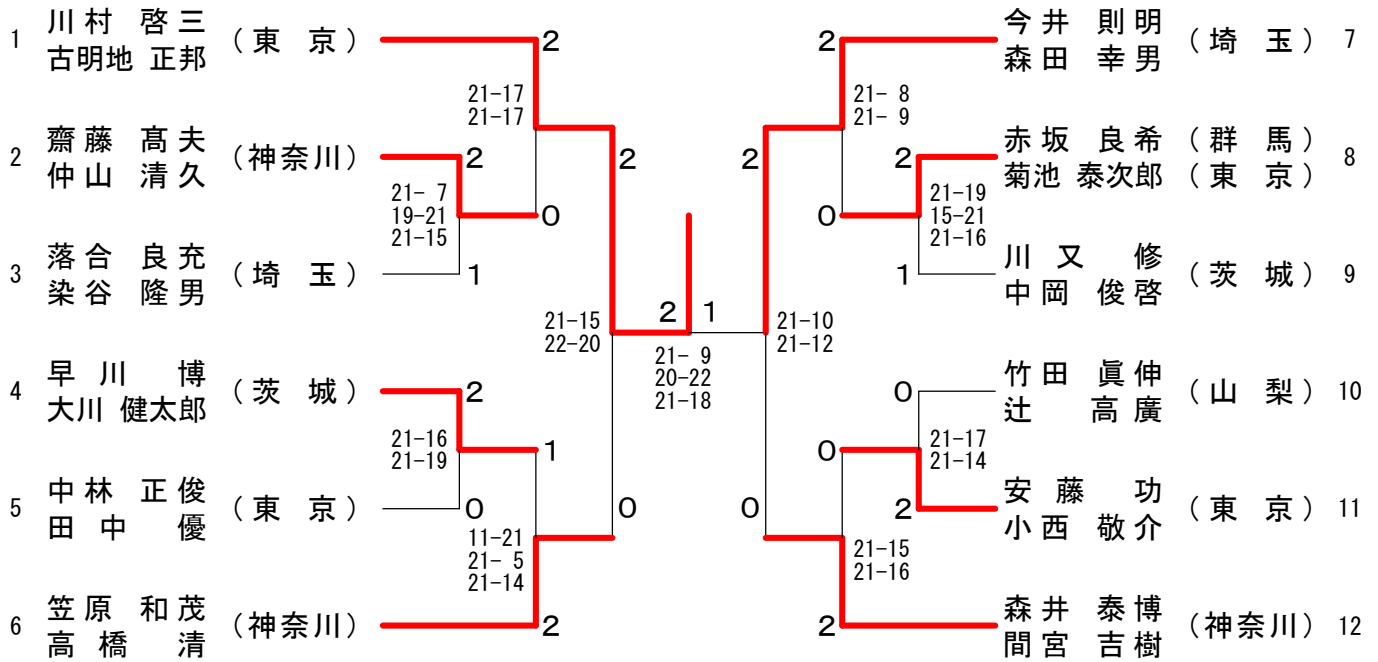 1 川村 啓三 (東 京) 2
古明地 正邦
21-17
21-17
2 齋藤 髙夫 (神奈川) 2
仲山 清久
21- 7
19-21
21-15
0
3 落合 良充 (埼 玉) 1
染谷 隆男
2
21-15
22-20
4 早川 博 (茨 城) 2
大川 健太郎
21-16
21-19
1
5 中林 正俊 (東 京) 0
田中 優
11-21
21- 5
21-14
0
6 笠原 和茂 (神奈川) 2
高橋 清
2 1
21- 9
20-22
21-18
2 今井 則明 (埼 玉) 7
森田 幸男
21- 8
21- 9
2 赤坂 良希 (群 馬) 8
菊池 泰次郎 (東 京)
21-19
15-21
21-16
0
1 川又 修 (茨 城) 9
中岡 俊啓
2
21-10
21-12
0 竹田 眞伸 (山 梨) 10
辻 高廣
21-17
21-14
0
2 安藤 功 (東 京) 11
小西 敬介
21-15
21-16
0
2 森井 泰博 (神奈川) 12
間宮 吉樹